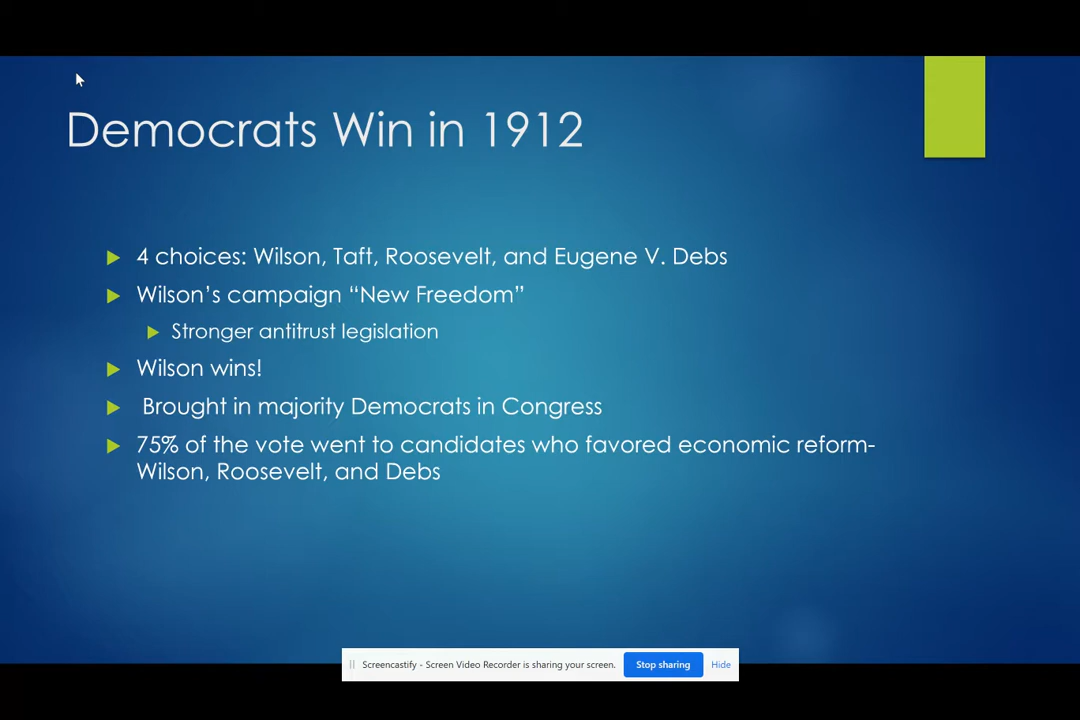 Democrats Win in 1912
4 choices: Wilson, Taft, Roosevelt, and Eugene V. Debs
Wilson’s campaign “New Freedom”
Stronger antitrust legislation
Wilson wins!
Brought in majority Democrats in Congress
75% of the vote went to candidates who favored economic reform-
Wilson, Roosevelt, and Debs
Screencastify - Screen Video Recorder is sharing your screen. Stop sharing Hide